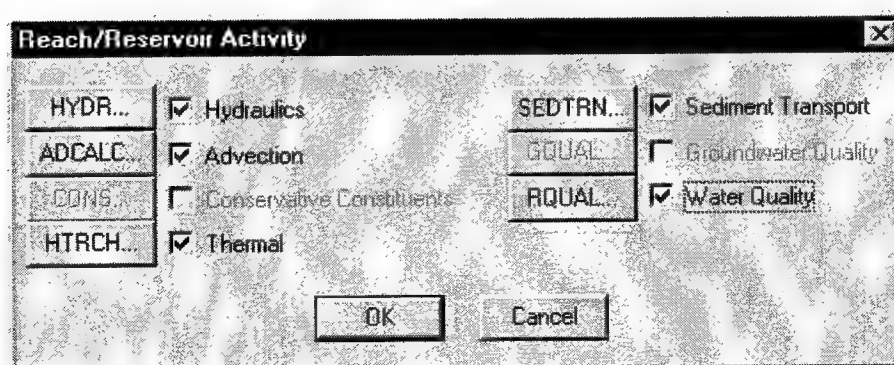 Reach/Reservoir Activity
HYDR... Hydraulics
ADCALC... Advection
CONS... Conservative Constituents
HTRCH... Thermal
SEDTRN... Sediment Transport
GQUAL... Groundwater Quality
RQUAL... Water Quality
OK
Cancel